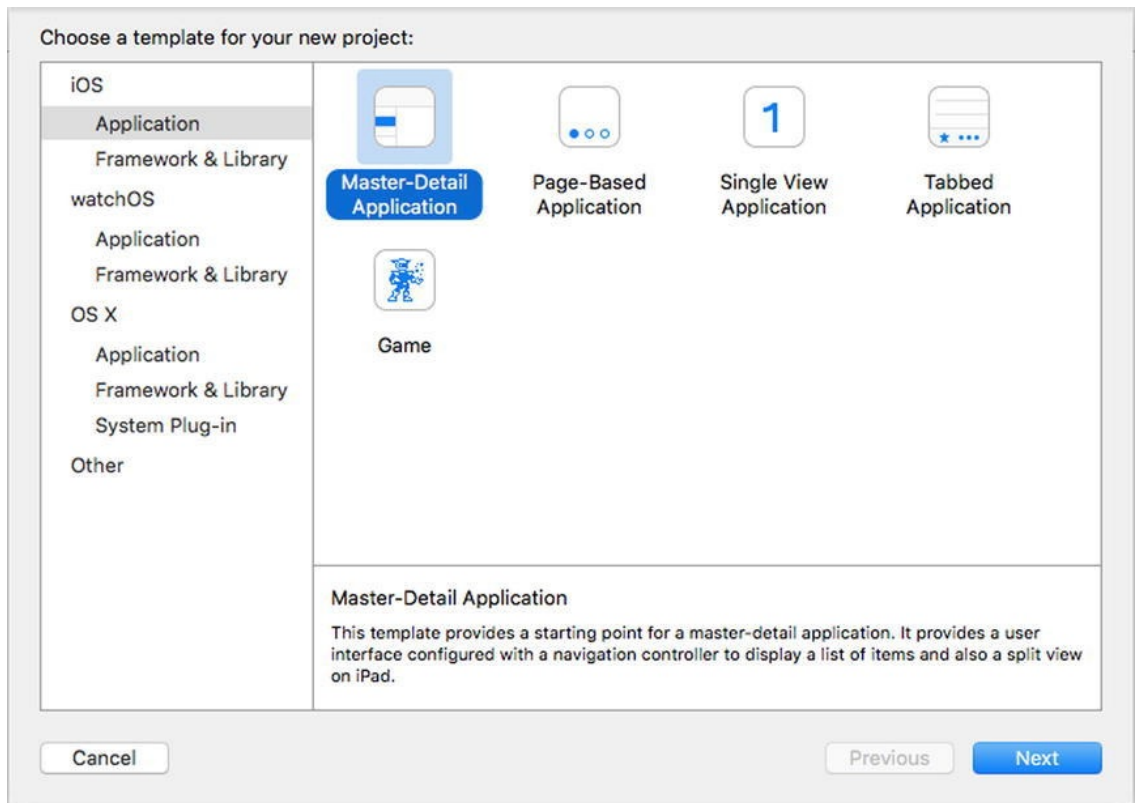 Choose a template for your new project:
iOS
Application
Framework & Library
watchOS
Application
Framework & Library
OS X
Application
Framework & Library
System Plug-in
Other
1
Master-Detail
Application
Page-Based
Application
Single View
Application
Tabbed
Application
Game
Master-Detail Application
This template provides a starting point for a master-detail application. It provides a user
interface configured with a navigation controller to display a list of items and also a split view
on iPad.
Cancel
Previous
Next